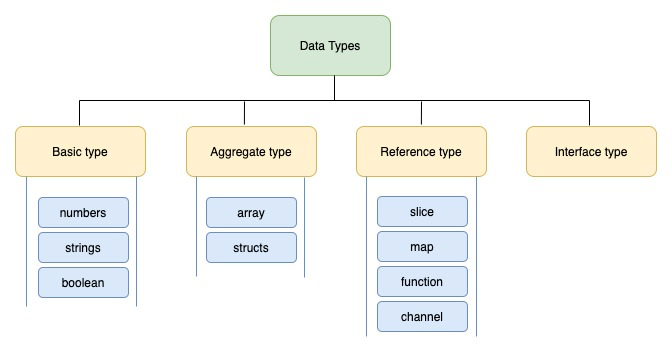 Data Types
Basic type
Aggregate type
Reference type
Interface type
numbers
strings
boolean
array
structs
slice
map
function
channel